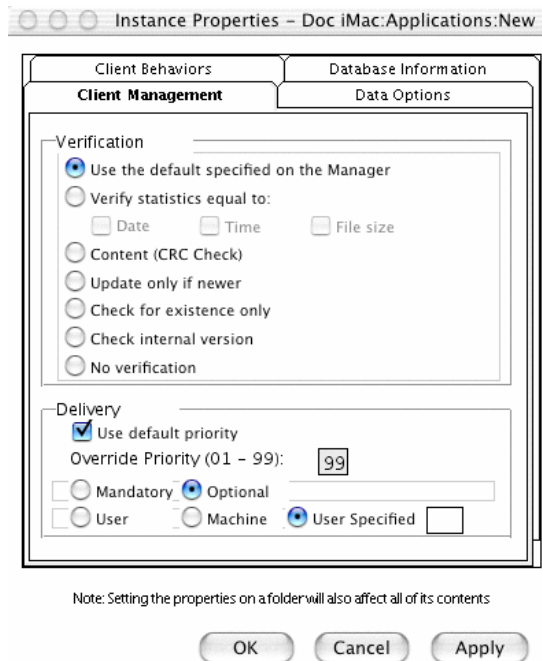 Instance Properties – Doc iMac:Applications:New
Client Behaviors Database Information
Client Management Data Options
Verification
Use the default specified on the Manager
Verify statistics equal to:
Date Time File size
Content (CRC Check)
Update only if newer
Check for existence only
Check internal version
No verification
Delivery
Use default priority
Override Priority (01 – 99): 99
Mandatory Optional
User Machine User Specified
Note: Setting the properties on a folder will also affect all of its contents
OK Cancel Apply